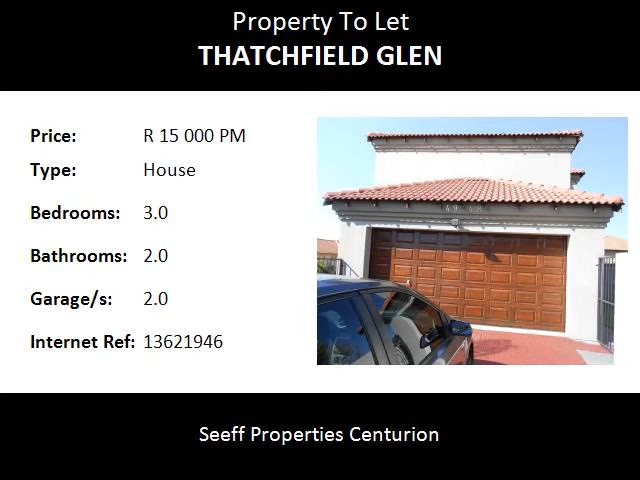 Property To Let
THATCHFIELD GLEN
Price: R 15 000 PM
Type: House
Bedrooms: 3.0
Bathrooms: 2.0
Garage/s: 2.0
Internet Ref: 13621946
Seeff Properties Centurion